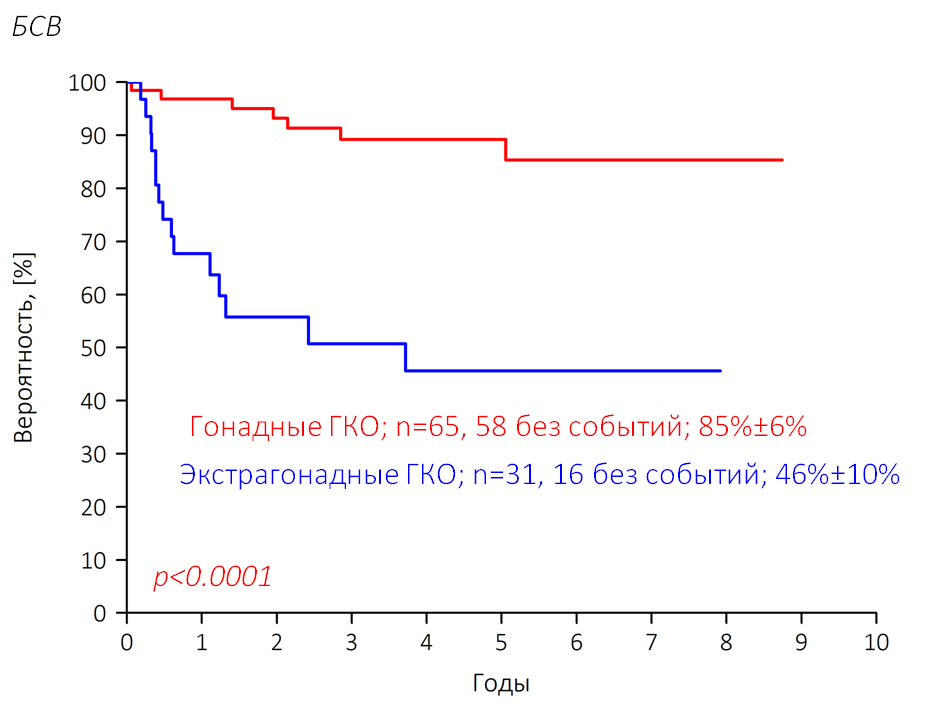 БСВ
100
90
80
70
60
50
40
30
20
10
0
Вероятность, [%]
Гонадные ГКО; n=65, 58 без событий; 85%±6%
Экстрагонадные ГКО; n=31, 16 без событий; 46%±10%
p<0.0001
0 1 2 3 4 5 6 7 8 9 10
Годы